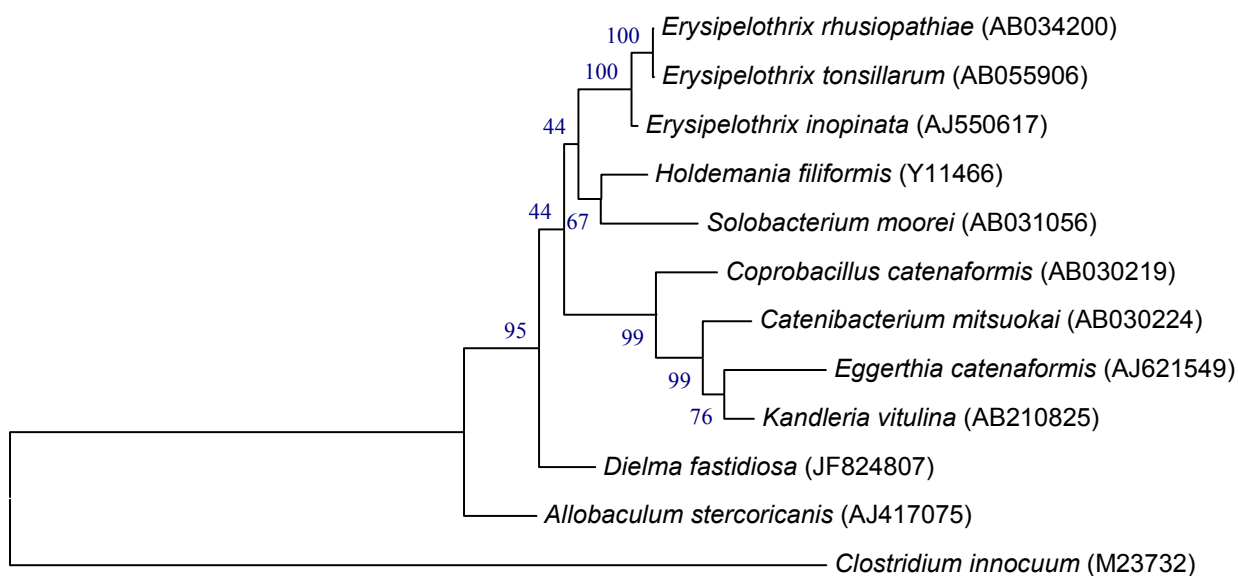 100
Erysipelothrix rhusiopathiae (AB034200)
100
Erysipelothrix tonsillarum (AB055906)
44
Erysipelothrix inopinata (AJ550617)
Holdemania filiformis (Y11466)
44
67
Solobacterium moorei (AB031056)
Coprobacillus catenaformis (AB030219)
95
99
Catenibacterium mitsuokai (AB030224)
99
Eggerthia catenaformis (AJ621549)
76
Kandleria vitulina (AB210825)
Dielma fastidiosa (JF824807)
Allobaculum stercoricanis (AJ417075)
Clostridium innocuum (M23732)